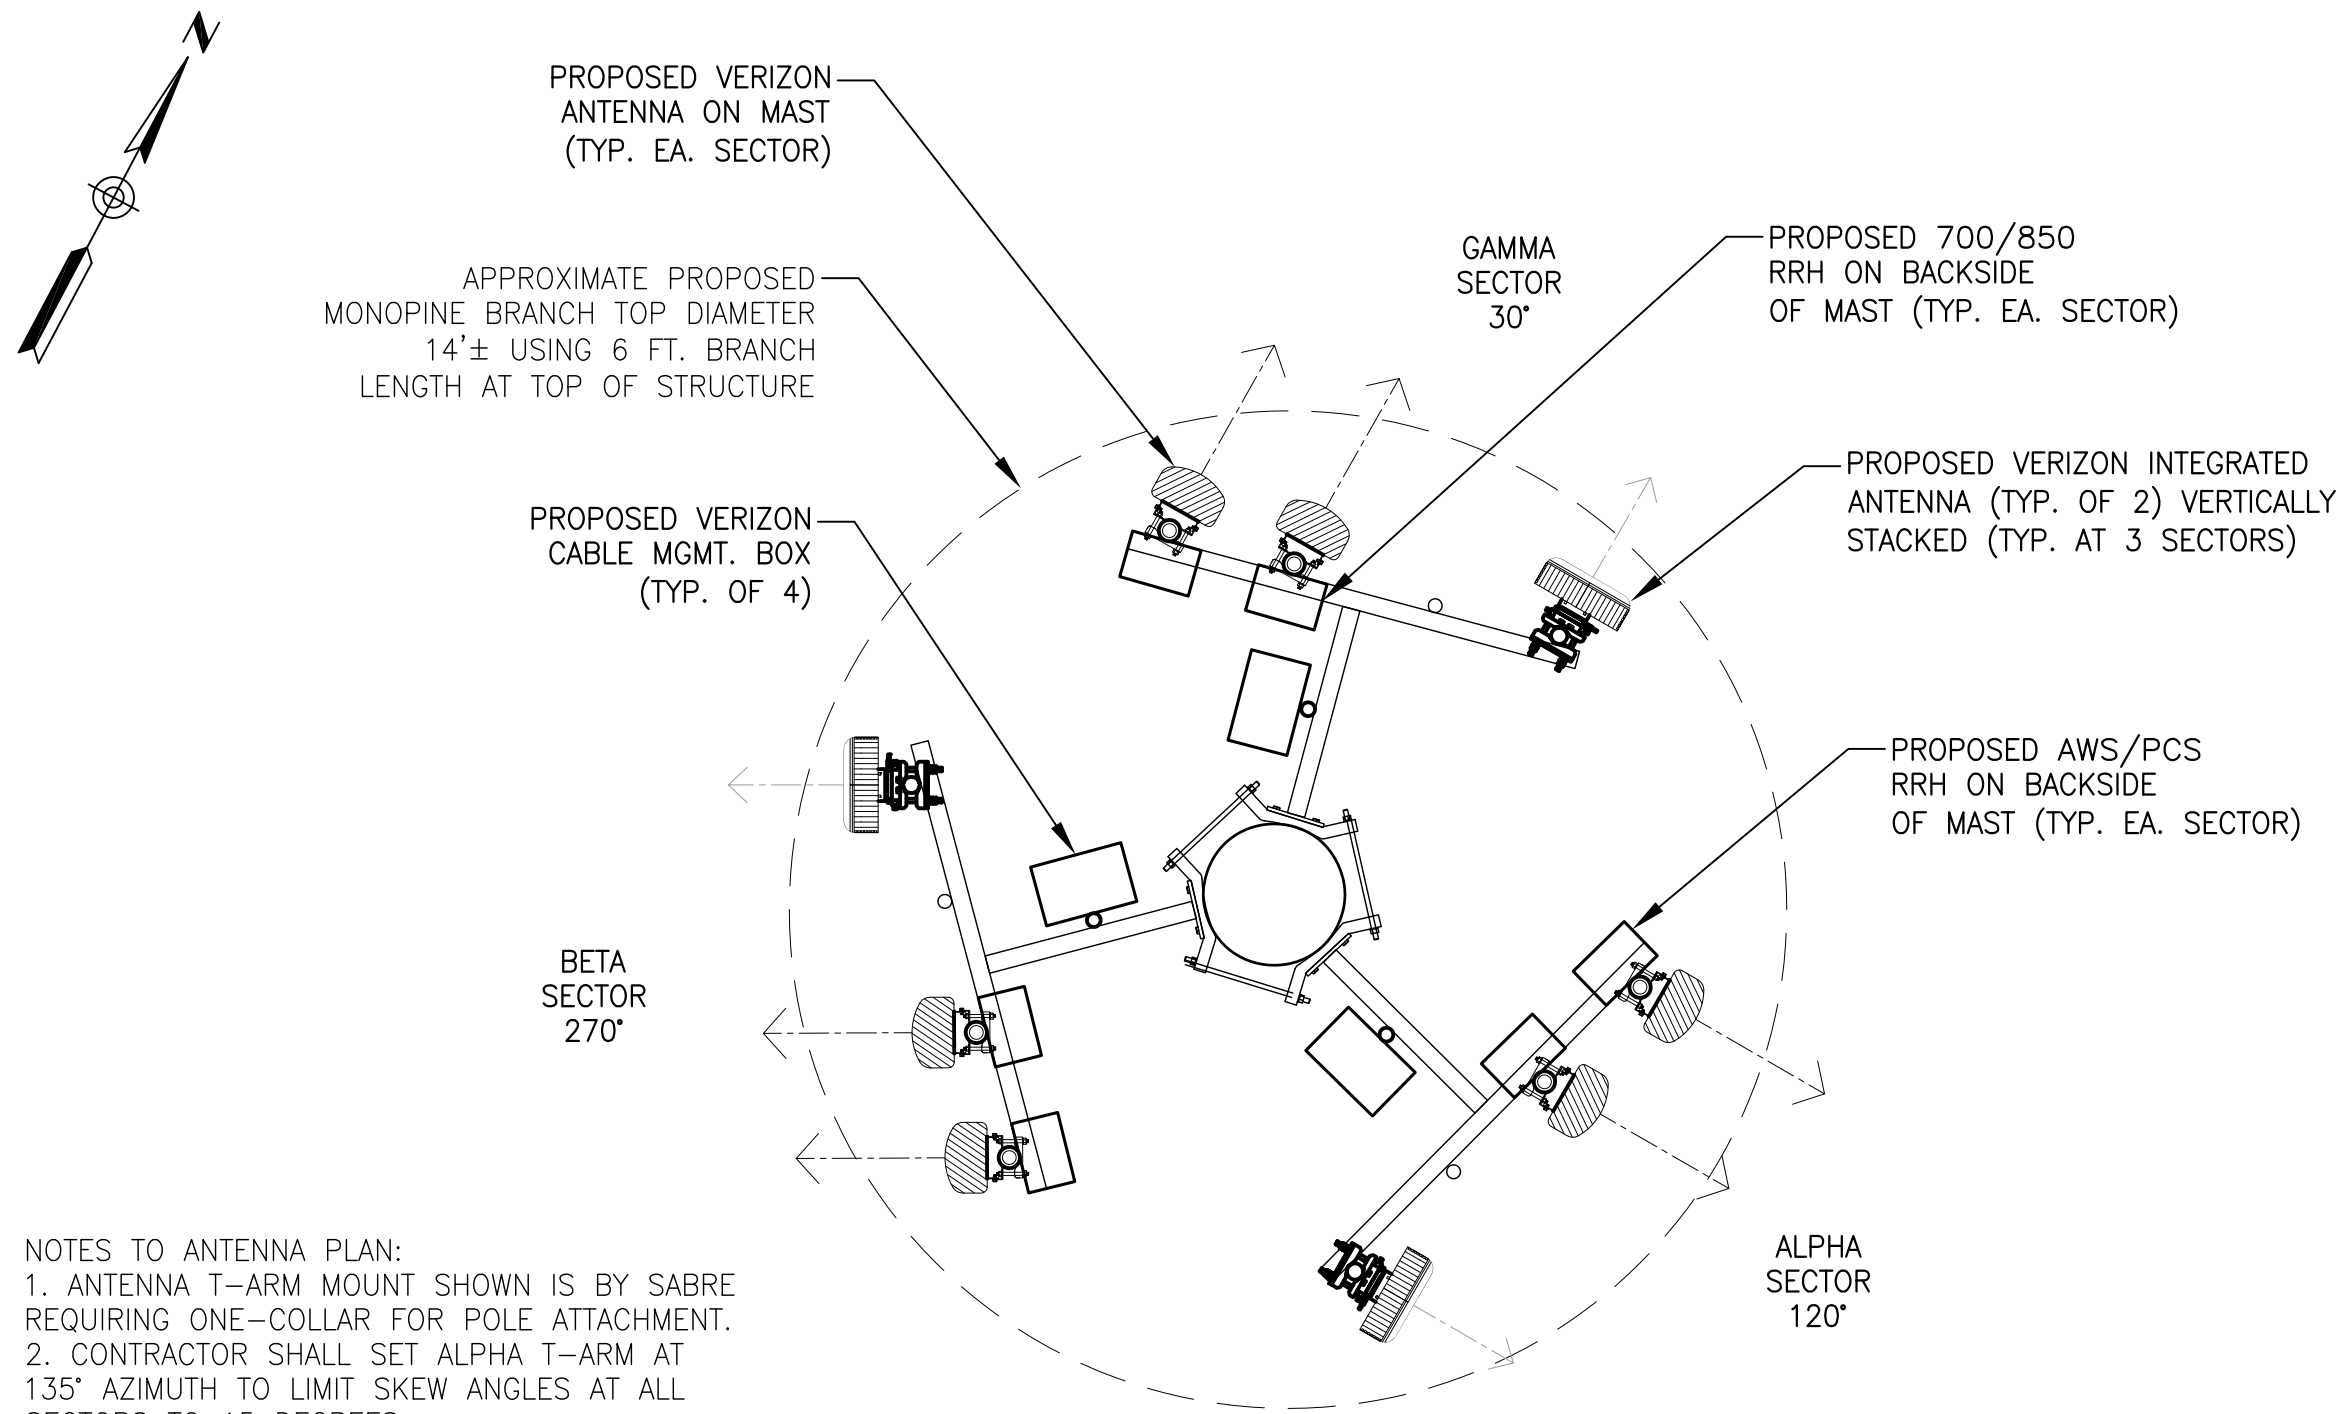 N
PROPOSED VERIZON
ANTENNA ON MAST
(TYP. EA. SECTOR)
APPROXIMATE PROPOSED
MONOPINE BRANCH TOP DIAMETER
14'± USING 6 FT. BRANCH
LENGTH AT TOP OF STRUCTURE
PROPOSED VERIZON
CABLE MGMT. BOX
(TYP. OF 4)
GAMMA
SECTOR
30°
PROPOSED 700/850
RRH ON BACKSIDE
OF MAST (TYP. EA. SECTOR)
PROPOSED VERIZON INTEGRATED
ANTENNA (TYP. OF 2) VERTICALLY
STACKED (TYP. AT 3 SECTORS)
PROPOSED AWS/PCS
RRH ON BACKSIDE
OF MAST (TYP. EA. SECTOR)
BETA
SECTOR
270°
ALPHA
SECTOR
120°
NOTES TO ANTENNA PLAN:
1. ANTENNA T-ARM MOUNT SHOWN IS BY SABRE
REQUIRING ONE-COLLAR FOR POLE ATTACHMENT.
2. CONTRACTOR SHALL SET ALPHA T-ARM AT
135° AZIMUTH TO LIMIT SKEW ANGLES AT ALL